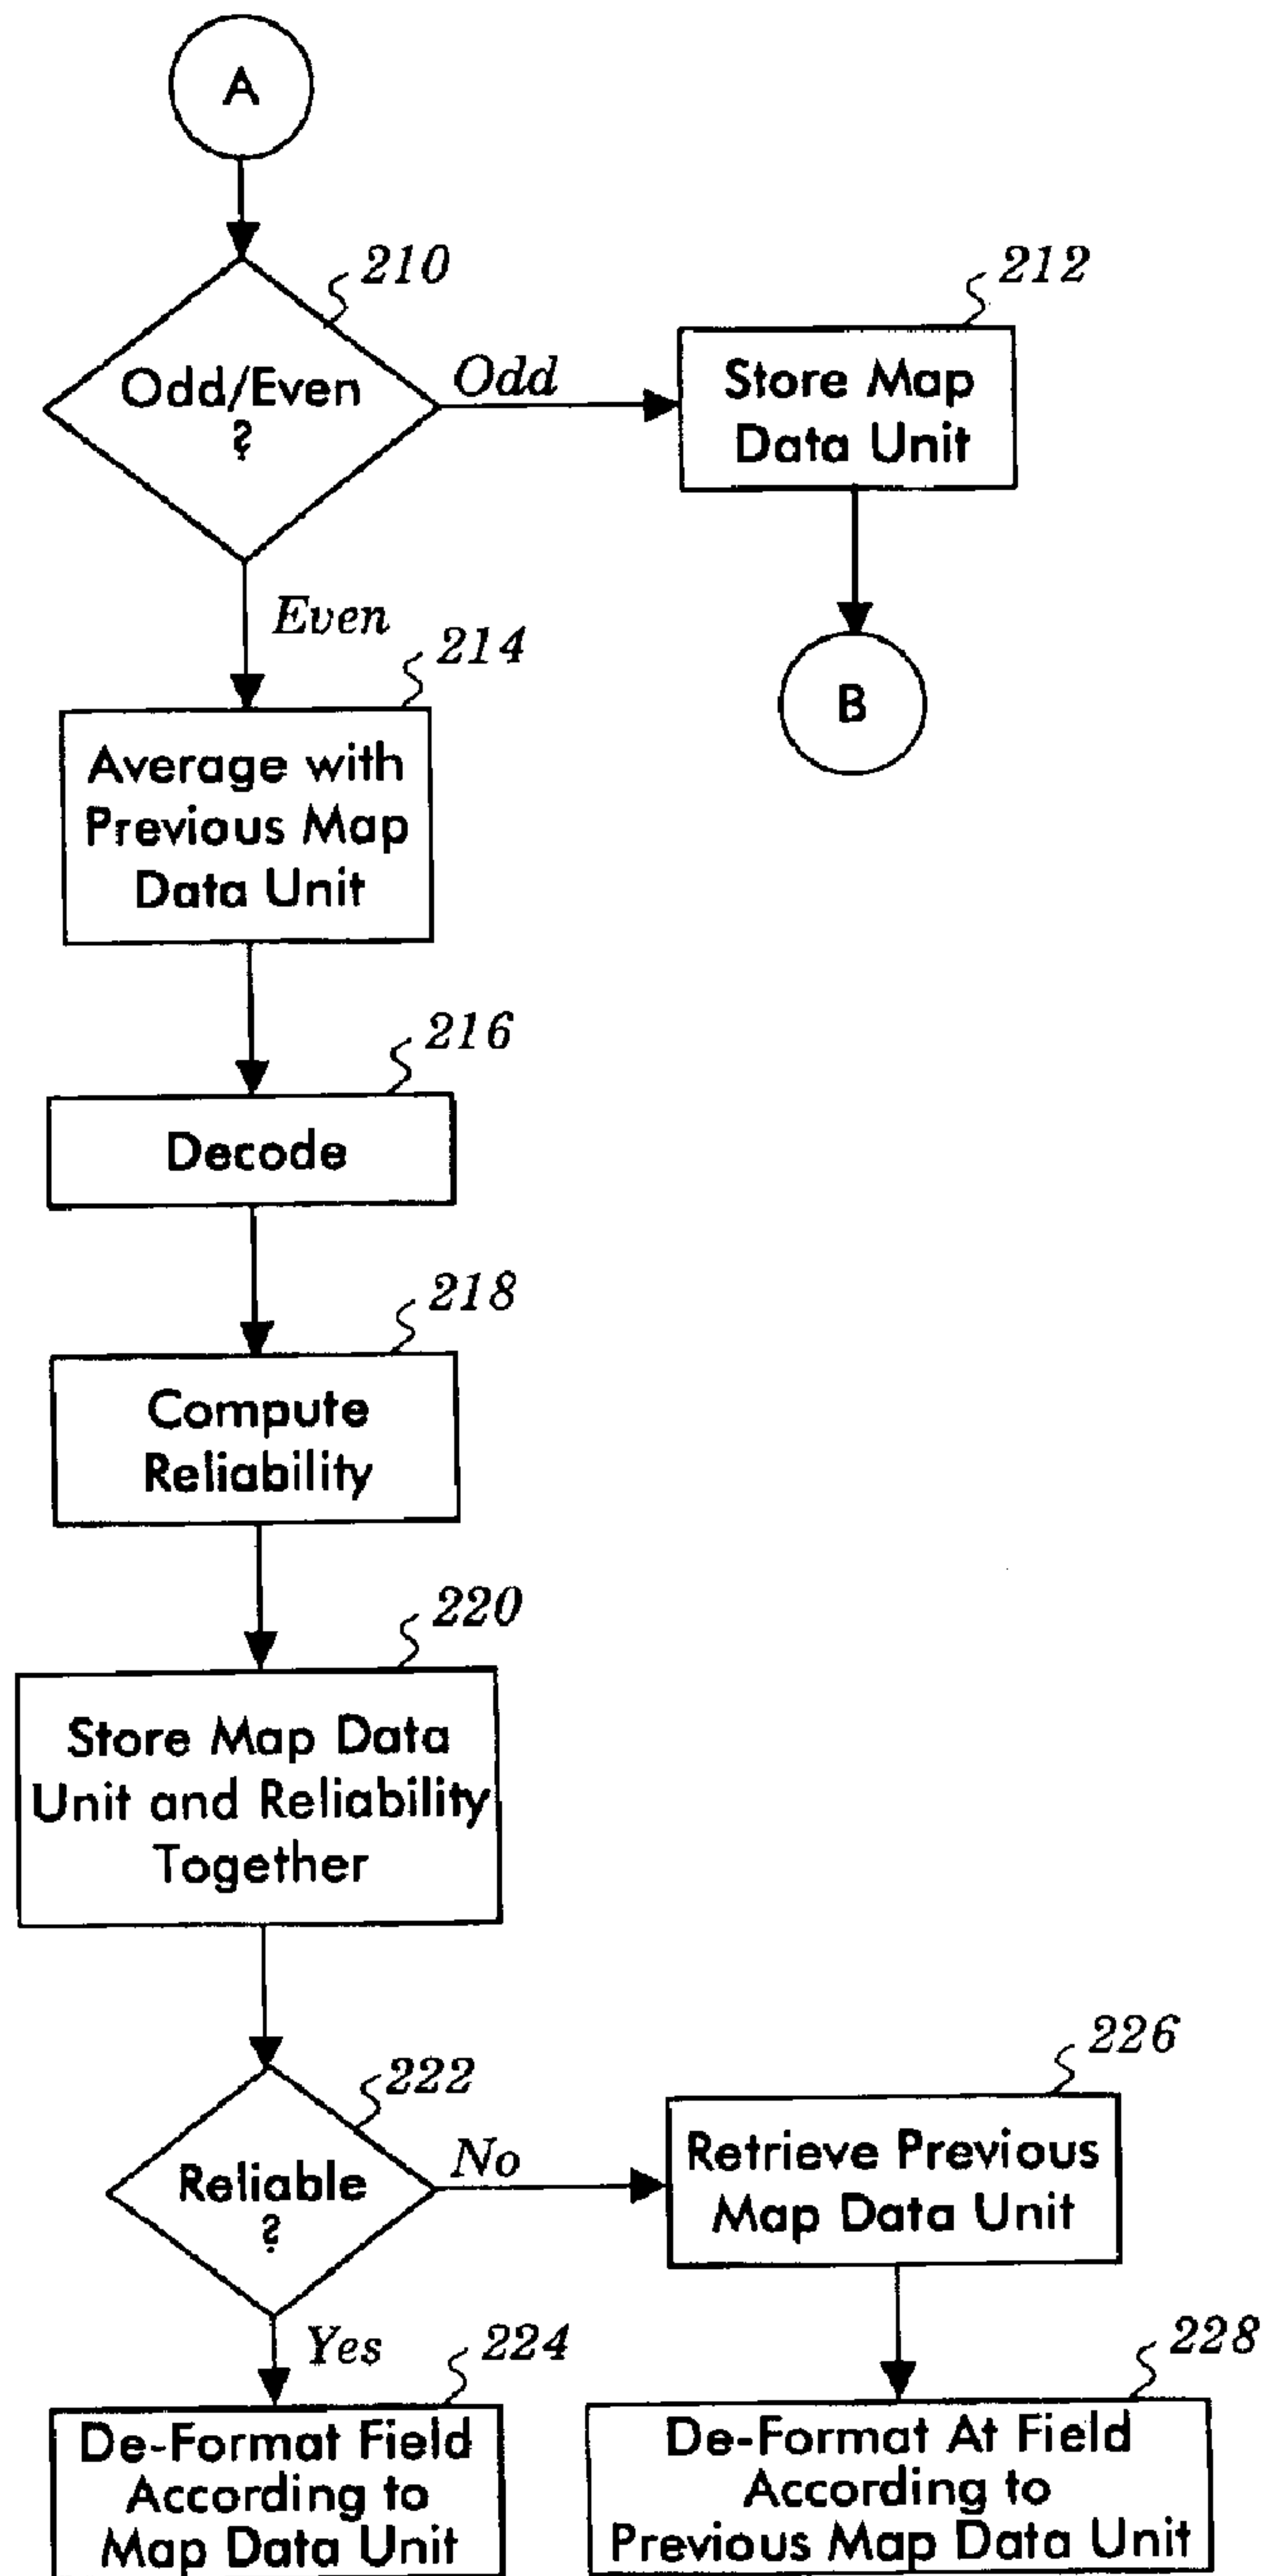 A
210
Odd/Even
?
Odd
212
Store Map
Data Unit
B
Even
214
Average with
Previous Map
Data Unit
216
Decode
218
Compute
Reliability
220
Store Map Data
Unit and Reliability
Together
222
Reliable
?
No
226
Retrieve Previous
Map Data Unit
Yes
224
De-Format Field
According to
Map Data Unit
228
De-Format At Field
According to
Previous Map Data Unit